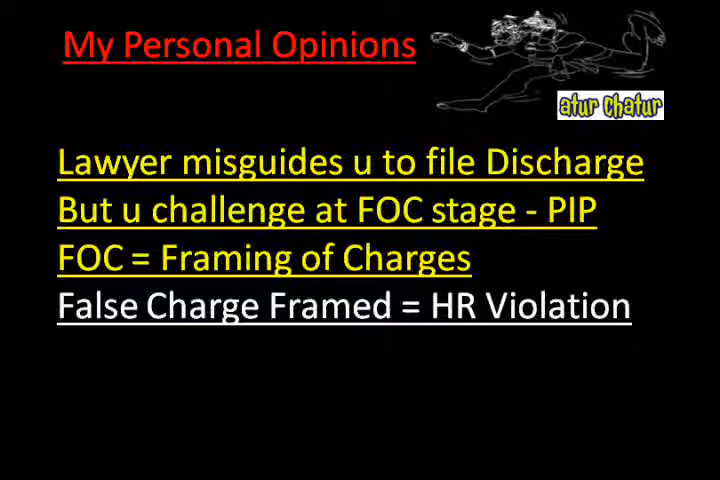 My Personal Opinions
atur chatur
Lawyer misguides u to file Discharge
But u challenge at FOC stage - PIP
FOC = Framing of Charges
False Charge Framed = HR Violation